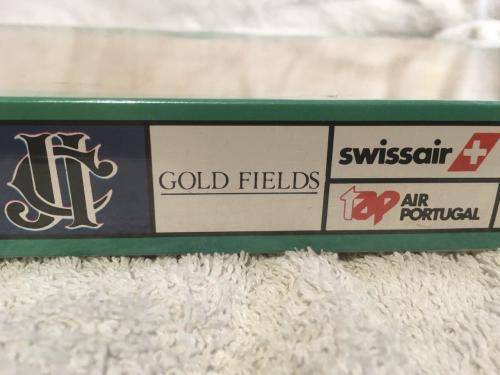 GOLD FIELDS
swissair
TAP AIR
PORTUGAL